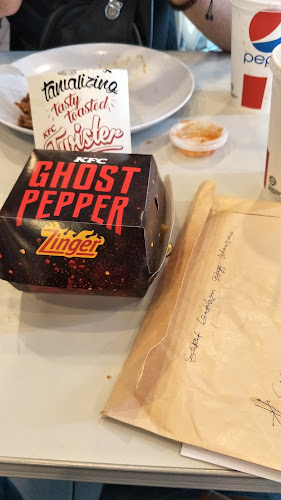 tantalizing
tasty
toasted
KFC
Twister
pepsi
KFC
GHOST
PEPPER
Zinger